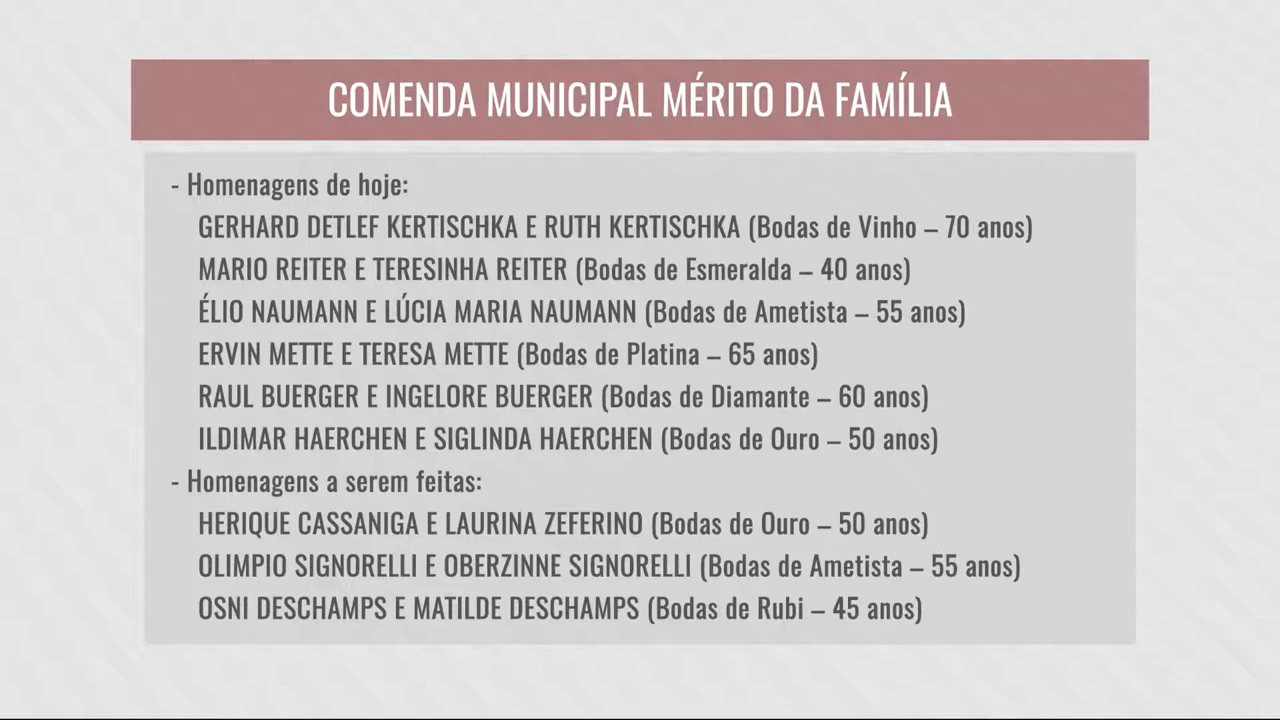 COMENDA MUNICIPAL MÉRITO DA FAMÍLIA
- Homenagens de hoje:
GERHARD DETLEF KERTISCHKA E RUTH KERTISCHKA (Bodas de Vinho – 70 anos)
MARIO REITER E TERESINHA REITER (Bodas de Esmeralda – 40 anos)
ÉLIO NAUMANN E LÚCIA MARIA NAUMANN (Bodas de Ametista – 55 anos)
ERVIN METTE E TERESA METTE (Bodas de Platina – 65 anos)
RAUL BUERGER E INGELORE BUERGER (Bodas de Diamante – 60 anos)
ILDIMAR HAERCHEN E SIGLINDA HAERCHEN (Bodas de Ouro – 50 anos)
- Homenagens a serem feitas:
HERIQUE CASSANIGA E LAURINA ZEFERINO (Bodas de Ouro – 50 anos)
OLIMPIO SIGNORELLI E OBERZINNE SIGNORELLI (Bodas de Ametista – 55 anos)
OSNI DESCHAMPS E MATILDE DESCHAMPS (Bodas de Rubi – 45 anos)